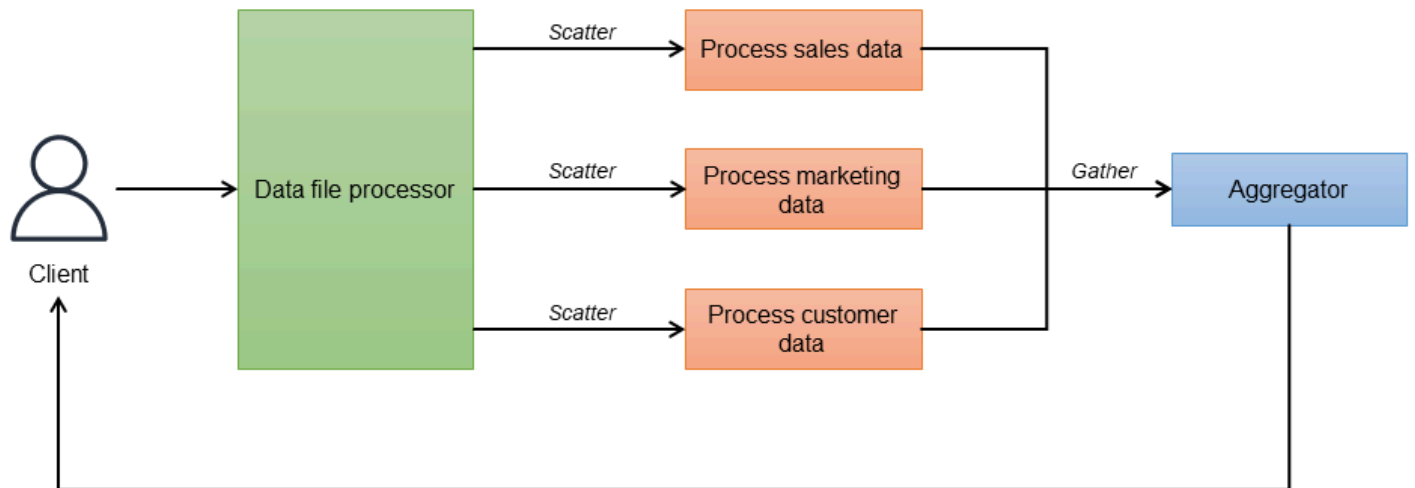 Scatter
Process sales data
Client
Data file processor
Scatter
Process marketing
data
Gather
Aggregator
Scatter
Process customer
data